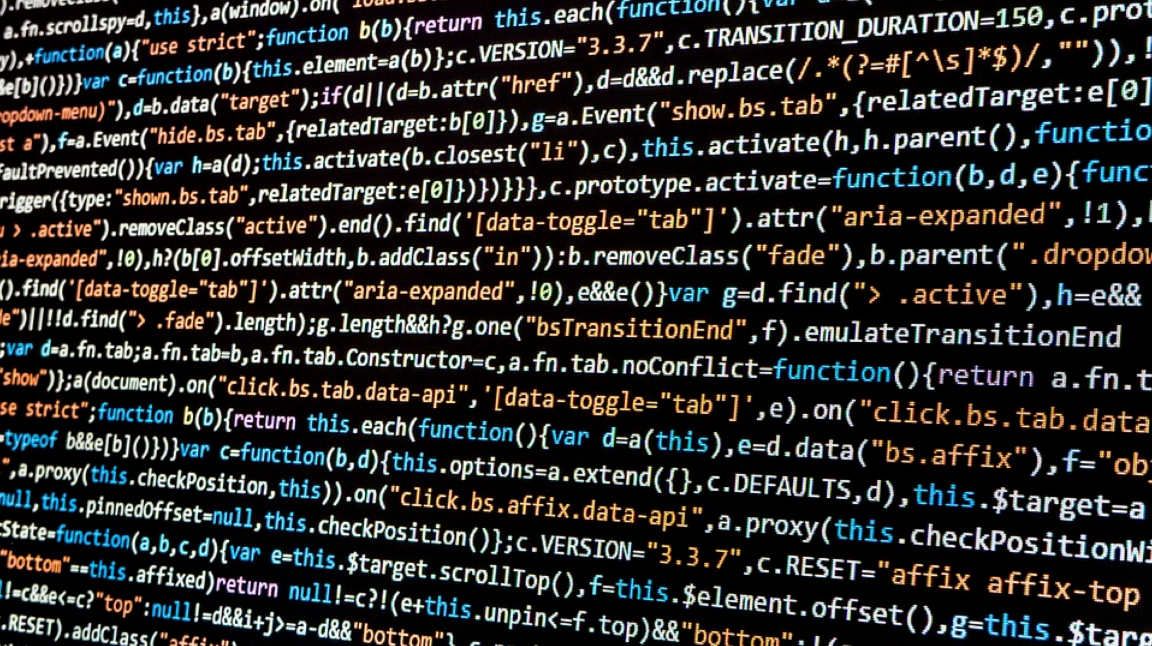 a.fn.scrollspy=d,this},a(window).on(
),+function(a){"use strict";function b(b){return this.each(function(){var
e[b]()})}var c=function(b){this.element=a(b)};c.VERSION="3.3.7",c.TRANSITION_DURATION=150,c.prot
ropdown-menu)"),d=b.data("target");if(d||(d=b.attr("href"),d=d&&d.replace(/.*(?=#[^\s]*$)/,"")),!
st a"),f=a.Event("hide.bs.tab",{relatedTarget:b[0]}),g=a.Event("show.bs.tab",{relatedTarget:e[0]
faultPrevented()){var h=a(d);this.activate(b.closest("li"),c),this.activate(h,h.parent(),functio
rigger({type:"shown.bs.tab",relatedTarget:e[0]})})}}},c.prototype.activate=function(b,d,e){func
> .active").removeClass("active").end().find('[data-toggle="tab"]').attr("aria-expanded",!1),
ia-expanded",!0),h?(b[0].offsetWidth,b.addClass("in")):b.removeClass("fade"),b.parent(".dropdow
().find('[data-toggle="tab"]').attr("aria-expanded",!0),e&&e()}var g=d.find("> .active"),h=e&&
e")||!!d.find("> .fade").length);g.length&&h?g.one("bsTransitionEnd",f).emulateTransitionEnd
;var d=a.fn.tab;a.fn.tab=b,a.fn.tab.Constructor=c,a.fn.tab.noConflict=function(){return a.fn.t
"show")};a(document).on("click.bs.tab.data-api",'[data-toggle="tab"]',e).on("click.bs.tab.data
se strict";function b(b){return this.each(function(){var d=a(this),e=d.data("bs.affix"),f="ob
=typeof b&&e[b]()})}var c=function(b,d){this.options=a.extend({},c.DEFAULTS,d),this.$target=a
",a.proxy(this.checkPosition,this)).on("click.bs.affix.data-api",a.proxy(this.checkPositionWi
null,this.pinnedOffset=null,this.checkPosition()};c.VERSION="3.3.7",c.RESET="affix affix-top
State=function(a,b,c,d){var e=this.$target.scrollTop(),f=this.$element.offset(),g=this.$targ
"bottom"==this.affixed)return null!=c?!(e+this.unpin<=f.top)&&"bottom":!(
!=c&&e<=c?"top":null!=d&&i+j>=a-d&&"bottom"
.RESET).addClass("affix")